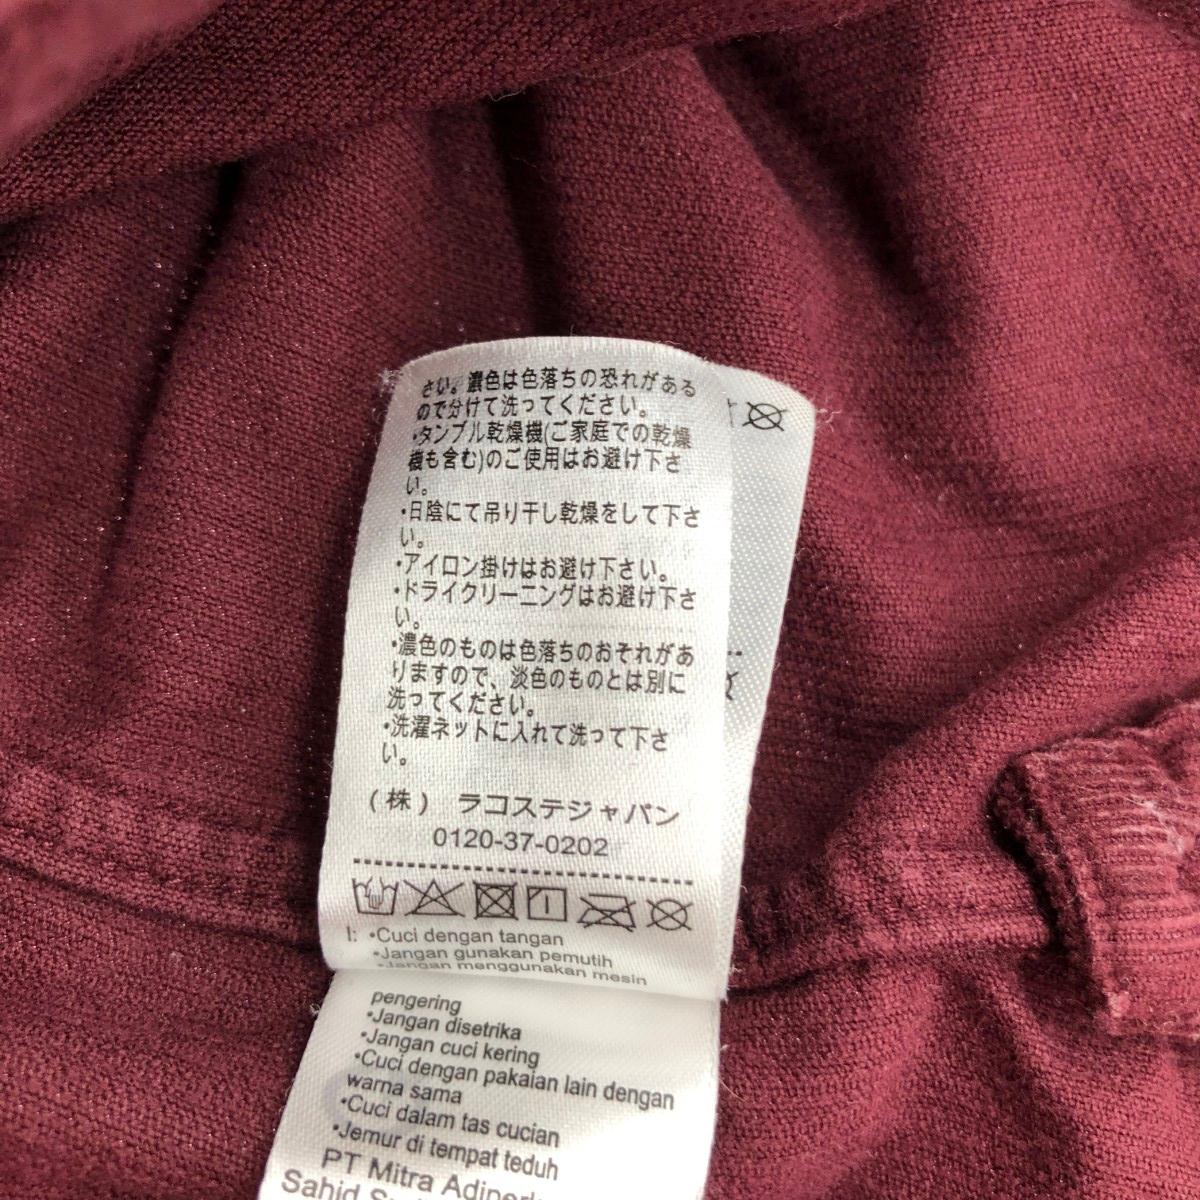 さい。濃色は色落ちの恐れがある
ので分けて洗ってください。
・タンブル乾燥機(ご家庭での乾燥
機も含む)のご使用はお避け下さ
い。
・日陰にて吊り干し乾燥をして下さ
い。
・アイロン掛けはお避け下さい。
・ドライクリーニングはお避け下さ
い。
・濃色のものは色落ちのおそれがあ
りますので、淡色のものとは別に
洗ってください。
・洗濯ネットに入れて洗って下さ
い。
(株) ラコステジャパン
0120-37-0202
I: •Cuci dengan tangan
•Jangan gunakan pemutih
•Jangan menggunakan mesin
pengering
•Jangan disetrika
•Jangan cuci kering
•Cuci dengan pakaian lain dengan
warna sama
•Cuci dalam tas cucian
•Jemur di tempat teduh
PT Mitra
Sahid